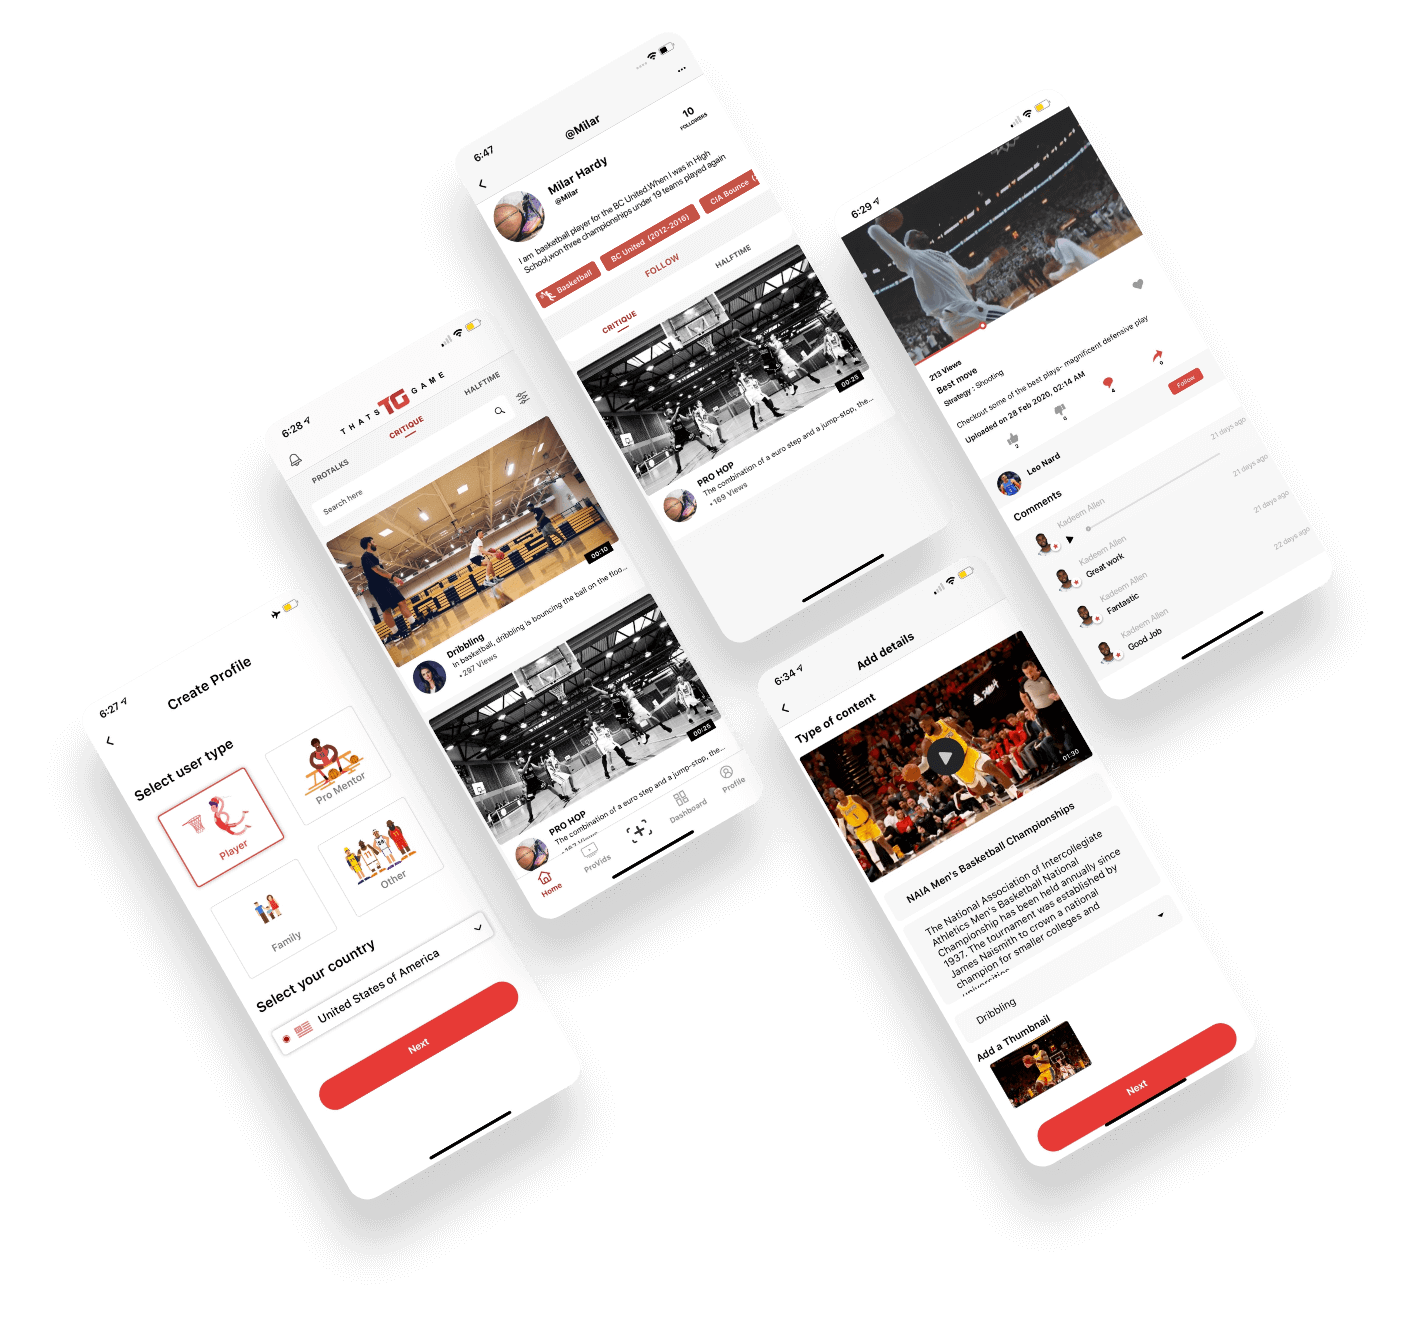 6:27
Create Profile
Select user type
Player
Pro Mentor
Family
Other
Select your country
United States of America
Next
6:28
THATS TG GAME
PROTALKS
CRITIQUE
HALFTIME
Search here
00:10
Dribbling
In basketball, dribbling is bouncing the ball on the floo...
• 297 Views
00:25
PRO HOP
The combination of a euro step and a jump-stop, the...
Home
ProVids
Dashboard
Profile
6:47
@Milar
Milar Hardy
@Milar
10
FOLLOWERS
I am basketball player for the BC United.When I was in High
School,won three championships under 19 teams played again
Basketball
BC United (2012-2016)
CIA Bounce
FOLLOW
CRITIQUE
HALFTIME
00:25
PRO HOP
The combination of a euro step and a jump-stop, the...
• 169 Views
6:29
213 Views
Best move
Strategy : Shooting
Checkout some of the best plays- magnificent defensive play
Uploaded on 28 Feb 2020, 02:14 AM
2
0
4
0
Leo Nard
Follow
Comments
Kadeem Allen
21 days ago
Kadeem Allen
21 days ago
Great work
Kadeem Allen
21 days ago
Fantastic
Kadeem Allen
22 days ago
Good Job
6:34
Add details
Type of content
01:30
NAIA Men's Basketball Championships
The National Association of Intercollegiate
Athletics Men's Basketball National
Championship has been held annually since
1937. The tournament was established by
James Naismith to crown a national
champion for smaller colleges and
Dribbling
Add a Thumbnail
Next